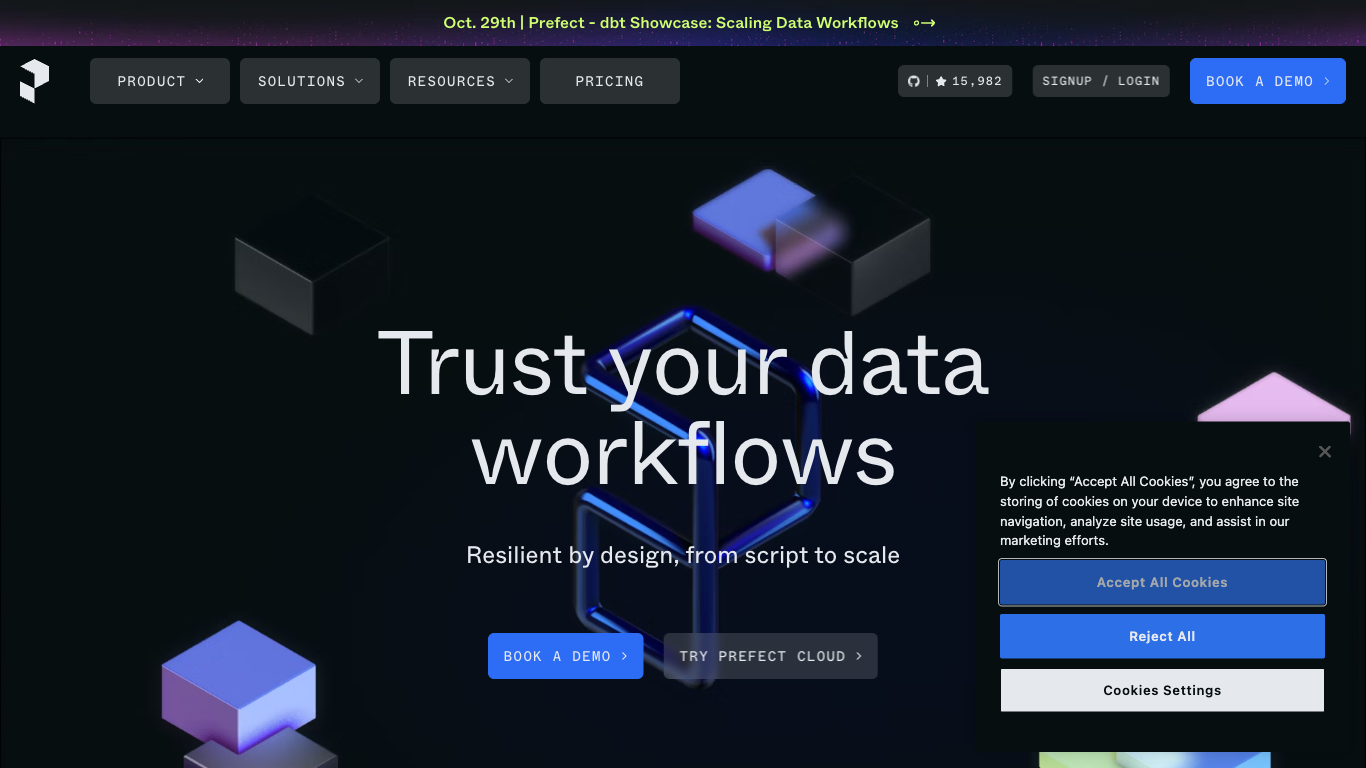 Oct. 29th | Prefect - dbt Showcase: Scaling Data Workflows
PRODUCT
SOLUTIONS
RESOURCES
PRICING
15,982
SIGNUP / LOGIN
BOOK A DEMO
Trust your data
workflows
Resilient by design, from script to scale
BOOK A DEMO
TRY PREFECT CLOUD
By clicking “Accept All Cookies”, you agree to the
storing of cookies on your device to enhance site
navigation, analyze site usage, and assist in our
marketing efforts.
Accept All Cookies
Reject All
Cookies Settings